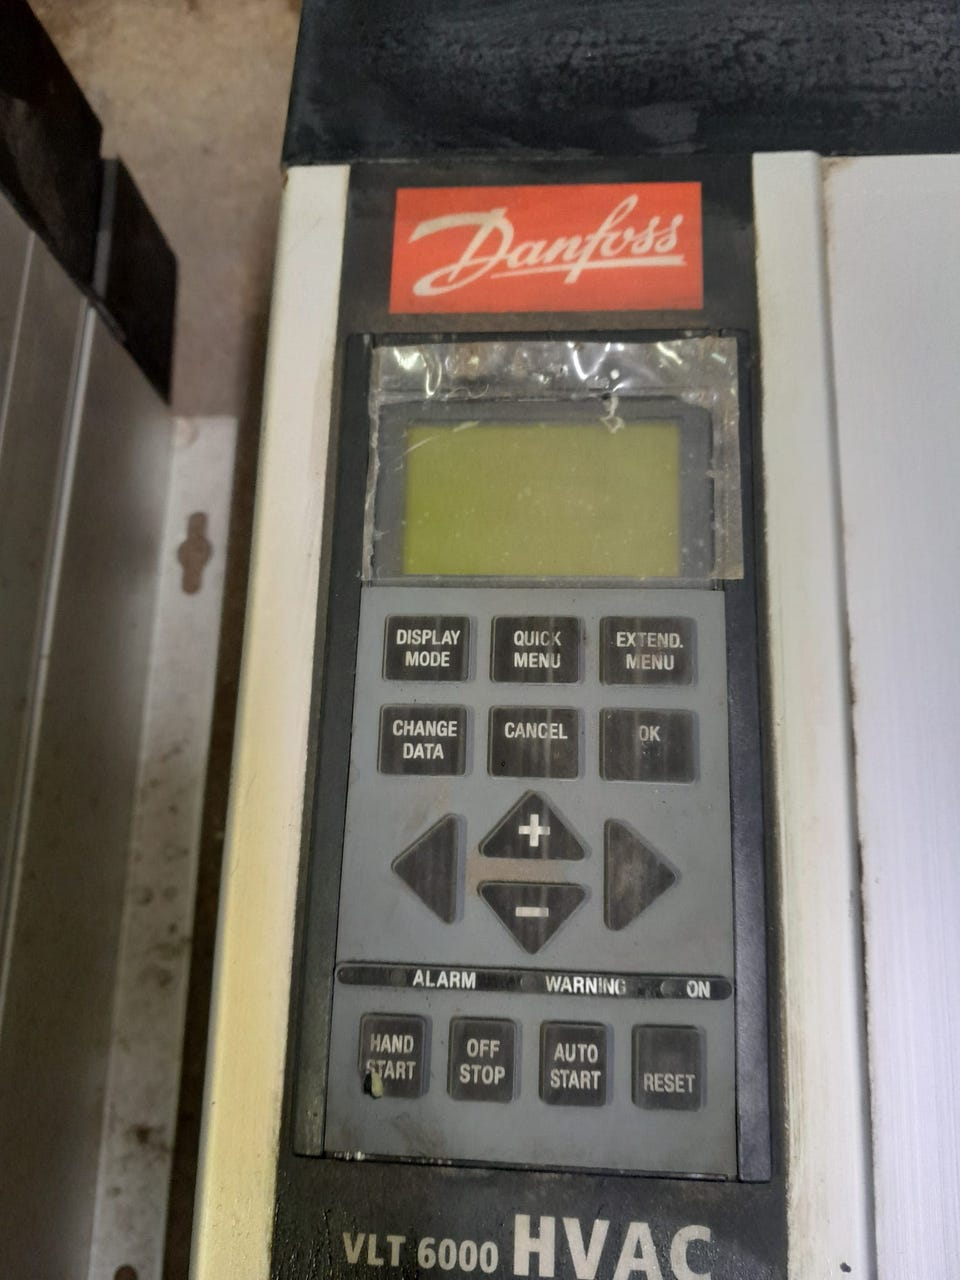 Danfoss
DISPLAY
MODE
QUICK
MENU
EXTEND.
MENU
CHANGE
DATA
CANCEL
OK
+
-
ALARM
WARNING
ON
HAND
START
OFF
STOP
AUTO
START
RESET
VLT 6000 HVAC